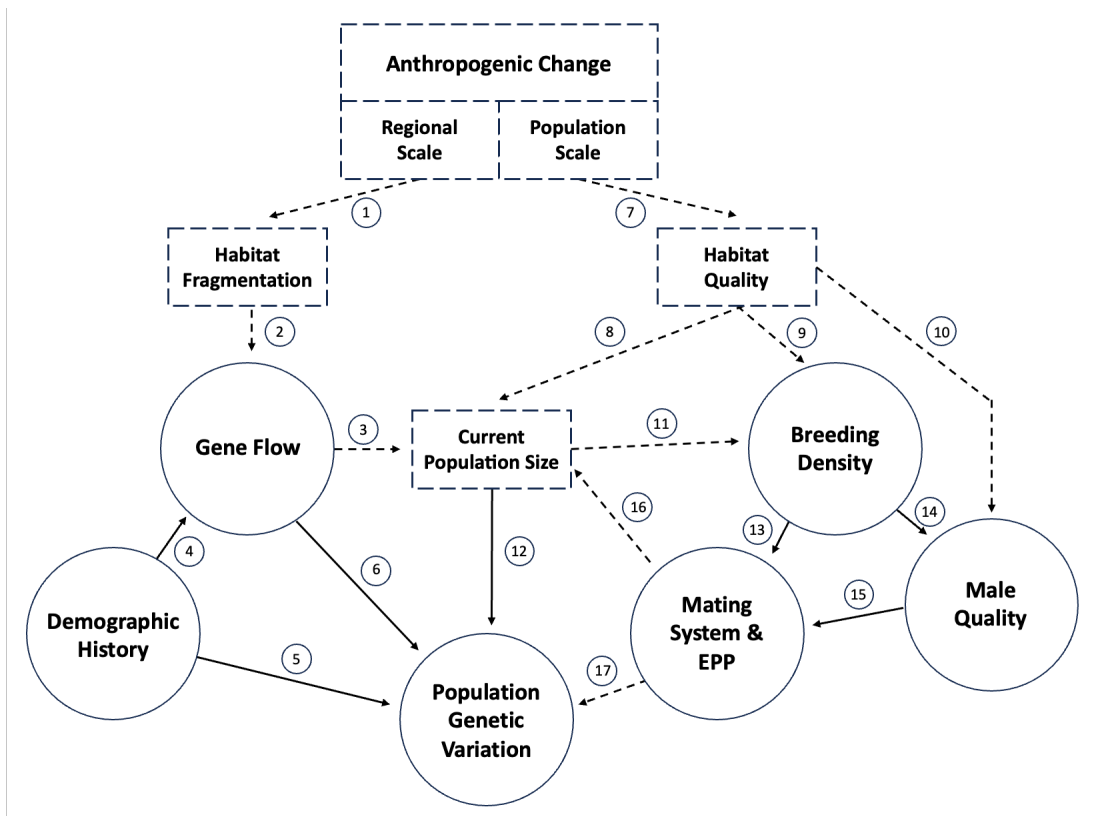 Anthropogenic Change
Regional
Scale
Population
Scale
1
7
Habitat
Fragmentation
Habitat
Quality
2
8
9
10
Gene Flow
3
Current
Population Size
11
Breeding
Density
4
6
12
16
13
14
Demographic
History
5
Mating
System &
EPP
15
Male
Quality
17
Population
Genetic
Variation